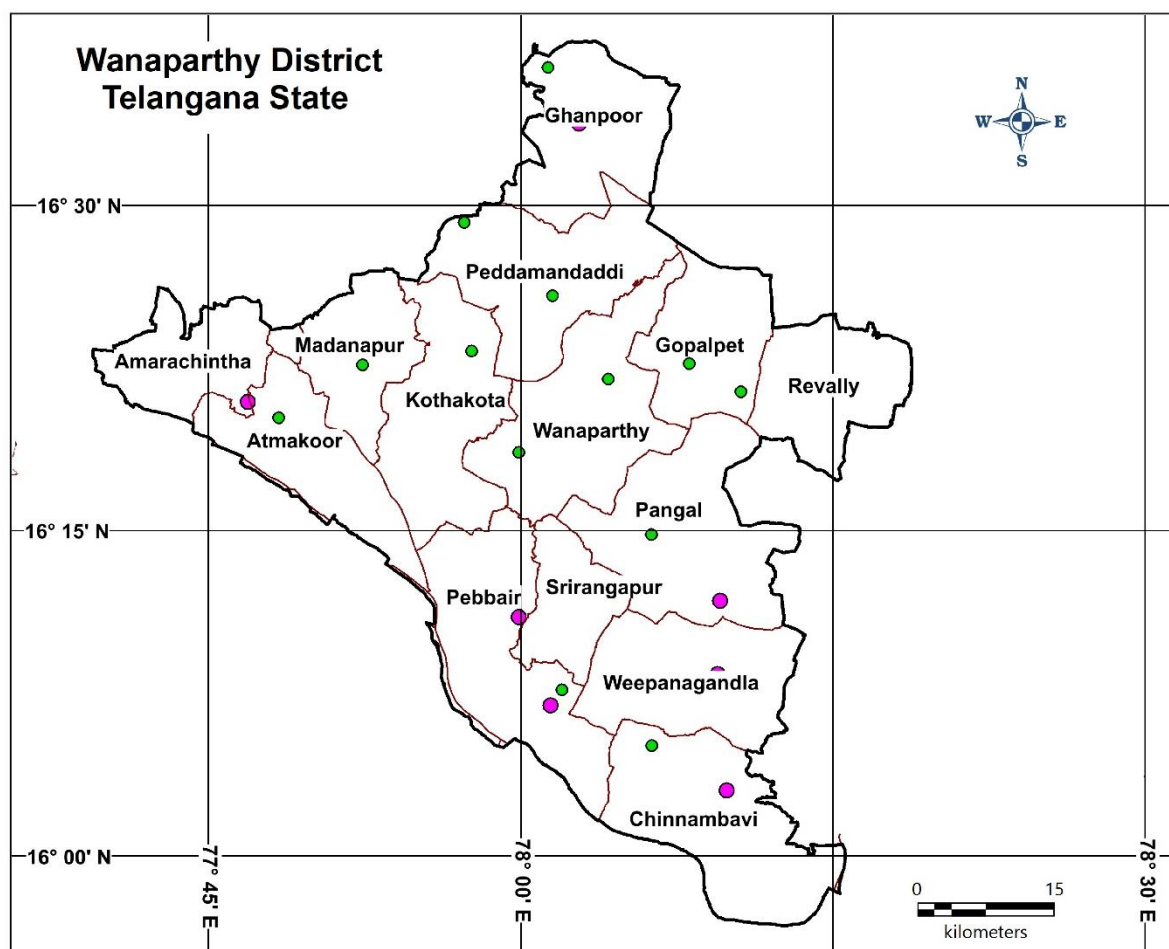 Wanaparthy District
Telangana State
N
W E
S
Ghanpoor
16° 30' N
Peddamandaddi
Madanapur
Gopalpet
Amarachintha
Revally
Kothakota
Wanaparthy
Atmakoor
Pangal
16° 15' N
Srirangapur
Pebbair
Weepanagandla
Chinnambavi
16° 00' N
77° 45' E
78° 00' E
78° 30' E
0 15
kilometers